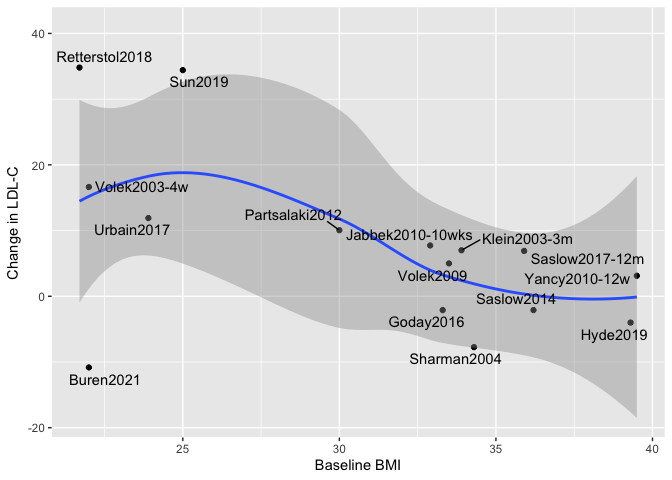 40
Retterstol2018
Sun2019
20
Volek2003-4w
Partsalaki2012
Urbain2017
Jabbek2010-10wks
Klein2003-3m
Saslow2017-12m
Volek2009
Yancy2010-12w
0
Saslow2014
Goday2016
Hyde2019
Sharman2004
Buren2021
-20
Change in LDL-C
25
30
35
40
Baseline BMI